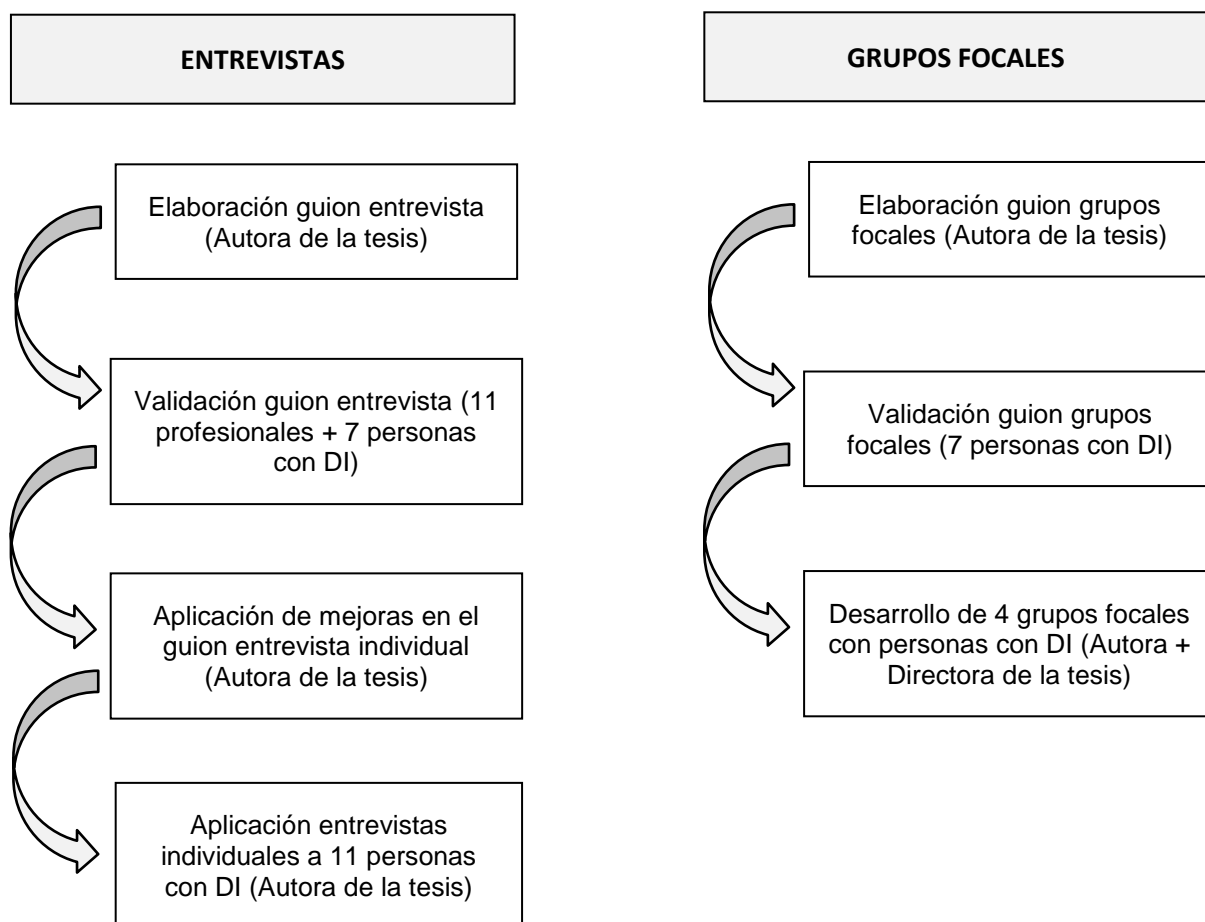 ENTREVISTAS
Elaboración guion entrevista
(Autora de la tesis)
Validación guion entrevista (11
profesionales + 7 personas
con DI)
Aplicación de mejoras en el
guion entrevista individual
(Autora de la tesis)
Aplicación entrevistas
individuales a 11 personas
con DI (Autora de la tesis)
GRUPOS FOCALES
Elaboración guion grupos
focales (Autora de la tesis)
Validación guion grupos
focales (7 personas con DI)
Desarrollo de 4 grupos focales
con personas con DI (Autora +
Directora de la tesis)